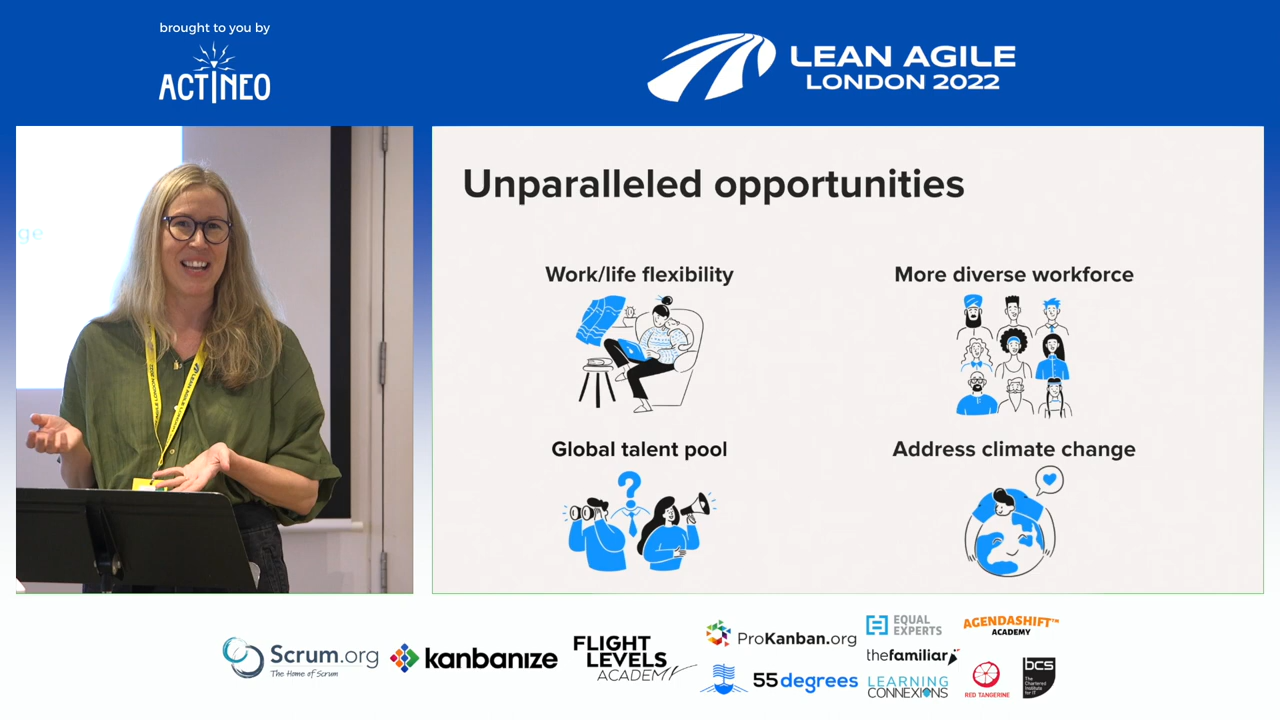 brought to you by
ACTINEO
LEAN AGILE
LONDON 2022
ge
Unparalleled opportunities
Work/life flexibility
More diverse workforce
Global talent pool
Address climate change
?
Scrum.org
The Home of Scrum
kanbanize
FLIGHT
LEVELS
ACADEMY
ProKanban.org
55degrees
EQUAL
EXPERTS
thefamiliar
LEARNING
CONNEXIONS
AGENDASHIFT™
ACADEMY
RED TANGERINE
bcs
The
Chartered
Institute
for IT